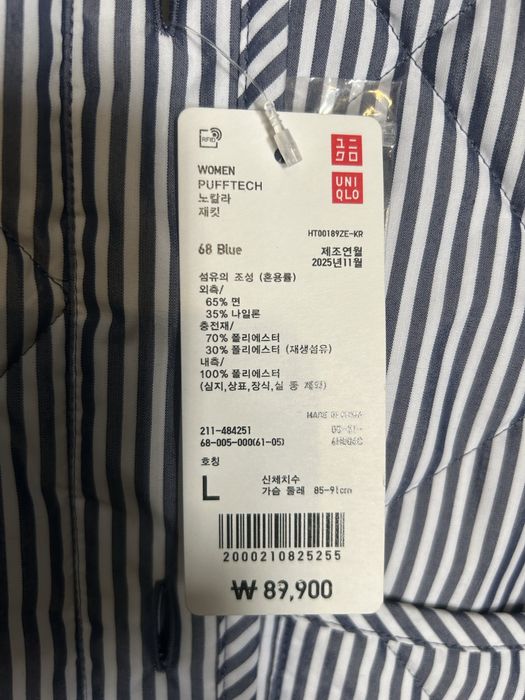 RFID
WOMEN
PUFFTECH
노칼라
재킷
ユニ
クロ
UNI
QLO
HT00189ZE-KR
68 Blue
제조연월
2025년11월
섬유의 조성 (혼용률)
외측/
65% 면
35% 나일론
충전재/
70% 폴리에스터
30% 폴리에스터 (재생섬유)
내측/
100% 폴리에스터
(심지,상표,장식,실 등 제외)
MADE IN
211-484251
68-005-000(61-05)
호칭
L
신체치수
가슴 둘레 85-91cm
2000210825255
₩ 89,900